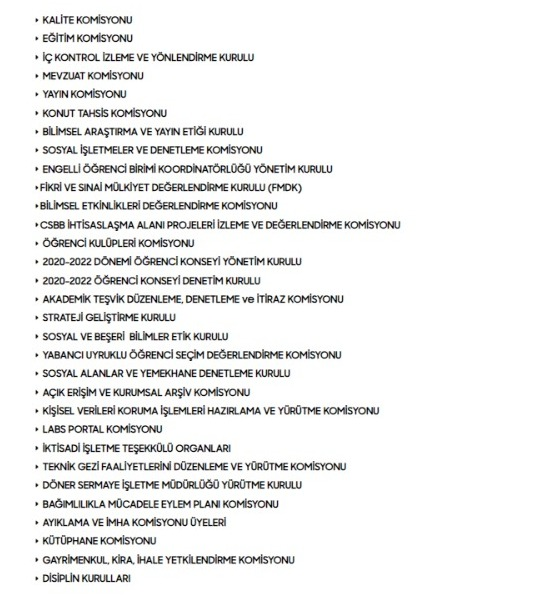 KALİTE KOMİSYONU
EĞİTİM KOMİSYONU
İÇ KONTROL İZLEME VE YÖNLENDİRME KURULU
MEVZUAT KOMİSYONU
YAYIN KOMİSYONU
KONUT TAHSİS KOMİSYONU
BİLİMSEL ARAŞTIRMA VE YAYIN ETİĞİ KURULU
SOSYAL İŞLETMELER VE DENETLEME KOMİSYONU
ENGELLİ ÖĞRENCİ BİRİMİ KOORDİNATÖRLÜĞÜ YÖNETİM KURULU
FİKRİ VE SINAİ MÜLKİYET DEĞERLENDİRME KURULU (FMDK)
BİLİMSEL ETKİNLİKLERİ DEĞERLENDİRME KOMİSYONU
CSBB İHTİSASLAŞMA ALANI PROJELERİ İZLEME VE DEĞERLENDİRME KOMİSYONU
ÖĞRENCİ KULÜPLERİ KOMİSYONU
2020-2022 DÖNEMİ ÖĞRENCİ KONSEYİ YÖNETİM KURULU
2020-2022 ÖĞRENCİ KONSEYİ DENETİM KURULU
AKADEMİK TEŞVİK DÜZENLEME, DENETLEME ve İTİRAZ KOMİSYONU
STRATEJİ GELİŞTİRME KURULU
SOSYAL VE BEŞERİ BİLİMLER ETİK KURULU
YABANCI UYRUKLU ÖĞRENCİ SEÇİM DEĞERLENDİRME KOMİSYONU
SOSYAL ALANLAR VE YEMEKHANE DENETLEME KURULU
AÇIK ERİŞİM VE KURUMSAL ARŞİV KOMİSYONU
KİŞİSEL VERİLERİ KORUMA İŞLEMLERİ HAZIRLAMA VE YÜRÜTME KOMİSYONU
LABS PORTAL KOMİSYONU
İKTİSADİ İŞLETME TEŞEKKÜLÜ ORGANLARI
TEKNİK GEZİ FAALİYETLERİNİ DÜZENLEME VE YÜRÜTME KOMİSYONU
DÖNER SERMAYE İŞLETME MÜDÜRLÜĞÜ YÜRÜTME KURULU
BAĞIMLILIKLA MÜCADELE EYLEM PLANI KOMİSYONU
AYIKLAMA VE İMHA KOMİSYONU ÜYELERİ
KÜTÜPHANE KOMİSYONU
GAYRİMENKUL, KİRA, İHALE YETKİLENDİRME KOMİSYONU
DİSİPLİN KURULLARI